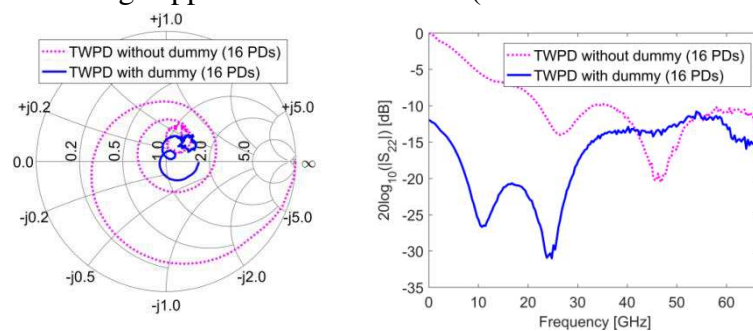 +j1.0
TWPD without dummy (16 PDs)
TWPD with dummy (16 PDs)
+j0.2
+j5.0
0.0
0.2
0.5
1.0
2.0
5.0
∞
-j0.2
-j5.0
-j0.5
-j2.0
-j1.0
0
-5
-10
-15
-20
-25
-30
-35
20log10(|S22|) [dB]
TWPD without dummy (16 PDs)
TWPD with dummy (16 PDs)
0
10
20
30
40
50
60
Frequency [GHz]